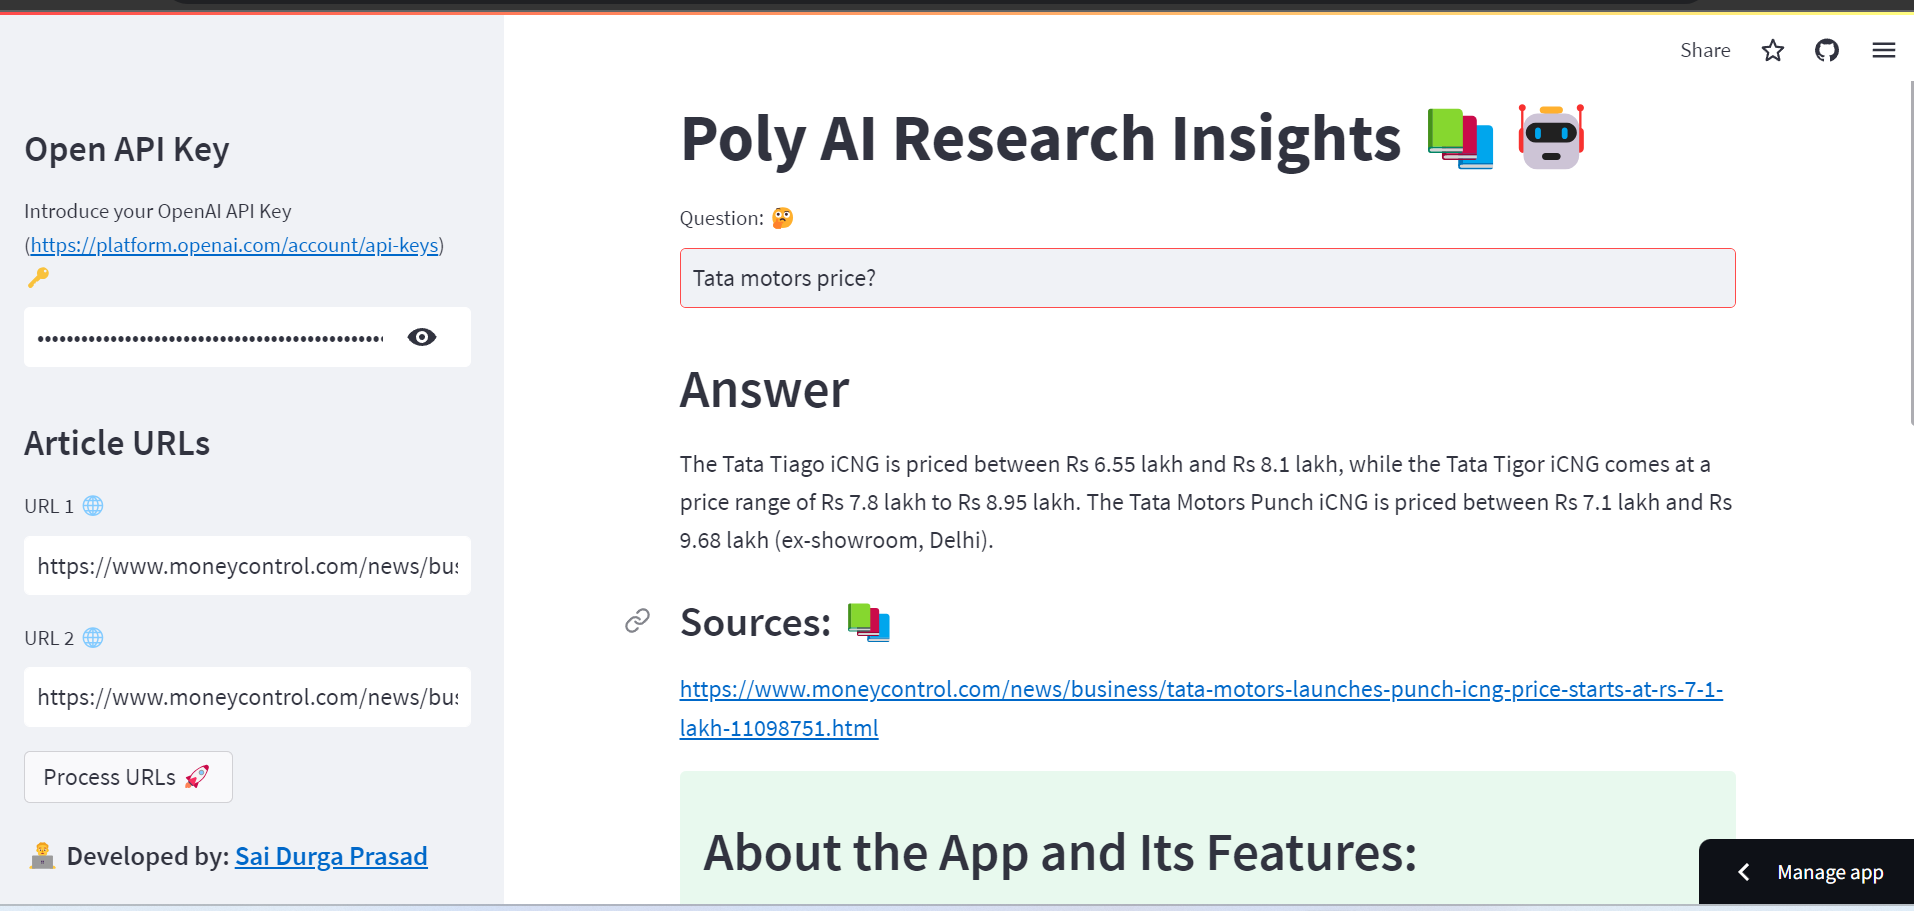 Share
Open API Key
Introduce your OpenAI API Key
(https://platform.openai.com/account/api-keys)
Article URLs
URL 1
https://www.moneycontrol.com/news/bus
URL 2
https://www.moneycontrol.com/news/bus
Process URLs
Developed by: Sai Durga Prasad
Poly AI Research Insights
Question:
Tata motors price?
Answer
The Tata Tiago iCNG is priced between Rs 6.55 lakh and Rs 8.1 lakh, while the Tata Tigor iCNG comes at a
price range of Rs 7.8 lakh to Rs 8.95 lakh. The Tata Motors Punch iCNG is priced between Rs 7.1 lakh and Rs
9.68 lakh (ex-showroom, Delhi).
Sources:
https://www.moneycontrol.com/news/business/tata-motors-launches-punch-icng-price-starts-at-rs-7-1-
lakh-11098751.html
About the App and Its Features:
Manage app